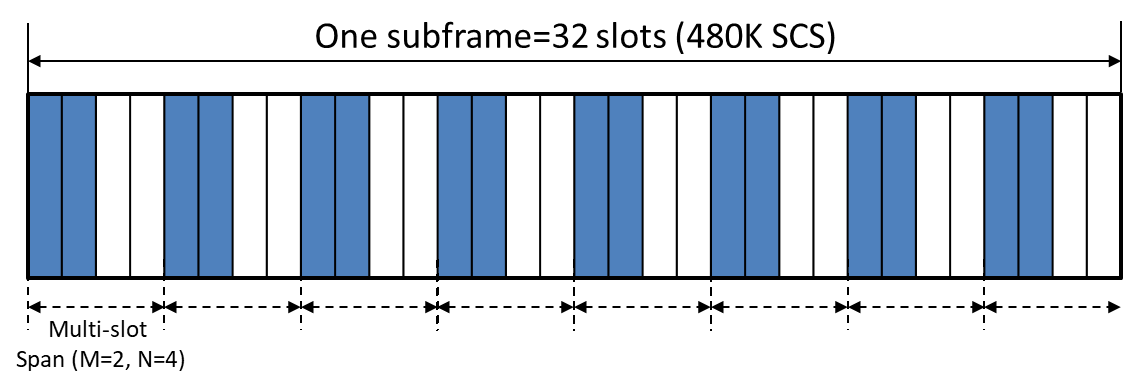 One subframe=32 slots (480K SCS)
Multi-slot
Span (M=2, N=4)